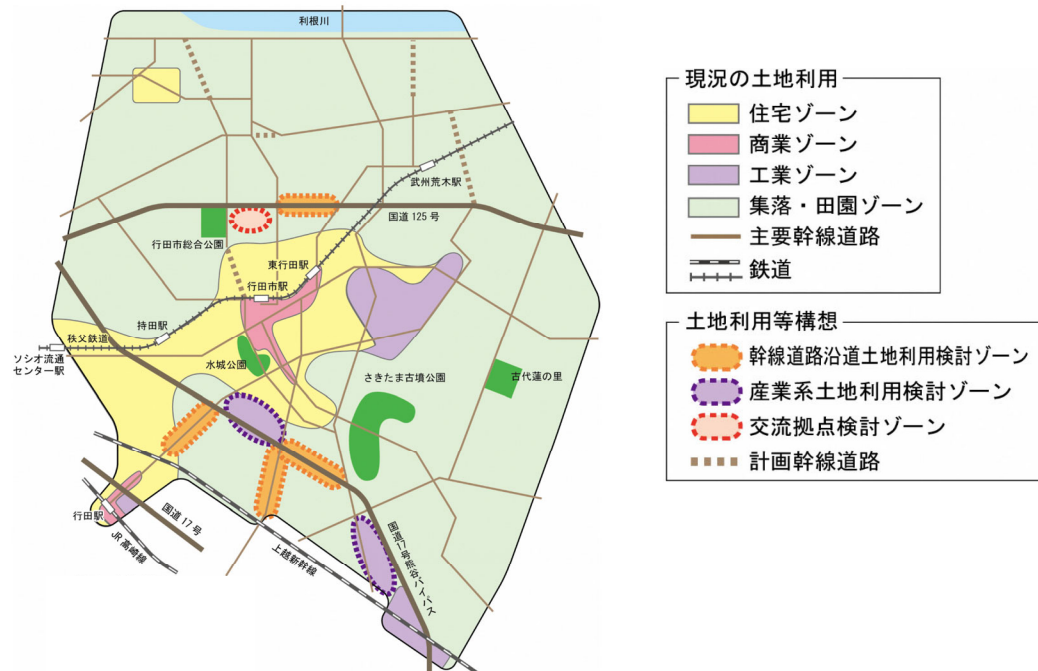 利根川
武州荒木駅
国道125号
行田市総合公園
東行田駅
行田市駅
持田駅
秩父鉄道
ソシオ流通
センター駅
水城公園
さきたま古墳公園
古代蓮の里
行田駅
国道17号
JR高崎線
上越新幹線
国道17号熊谷バイパス
現況の土地利用
住宅ゾーン
商業ゾーン
工業ゾーン
集落・田園ゾーン
主要幹線道路
鉄道
土地利用等構想
幹線道路沿道土地利用検討ゾーン
産業系土地利用検討ゾーン
交流拠点検討ゾーン
計画幹線道路